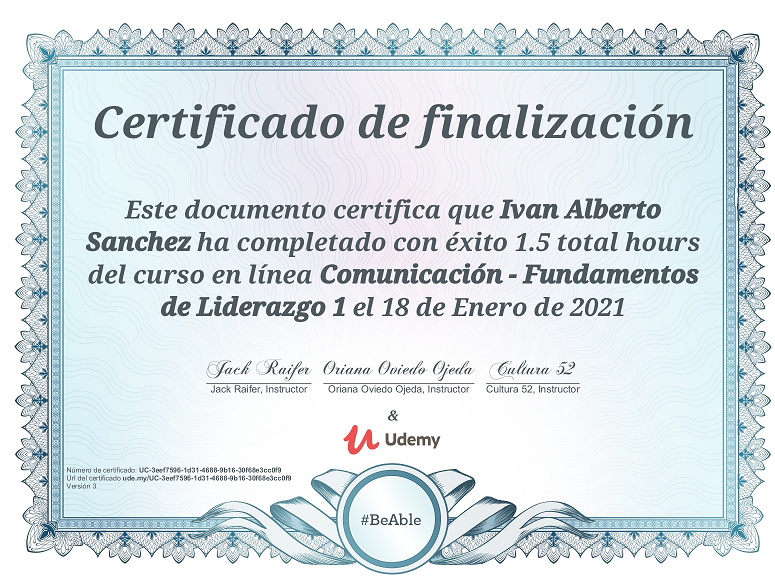 Certificado de finalización
Este documento certifica que Ivan Alberto
Sanchez ha completado con éxito 1.5 total hours
del curso en línea Comunicación - Fundamentos
de Liderazgo 1 el 18 de Enero de 2021
Jack Raifer Oriana Oviedo Ojeda Cultura 52
Jack Raifer, Instructor Oriana Oviedo Ojeda, Instructor Cultura 52, Instructor
&
Udemy
Número de certificado: UC-3eef7596-1d31-4688-9b16-30f68e3cc0f9
Url del certificado ude.my/UC-3eef7596-1d31-4688-9b16-30f68e3cc0f9
Versión 3
#BeAble